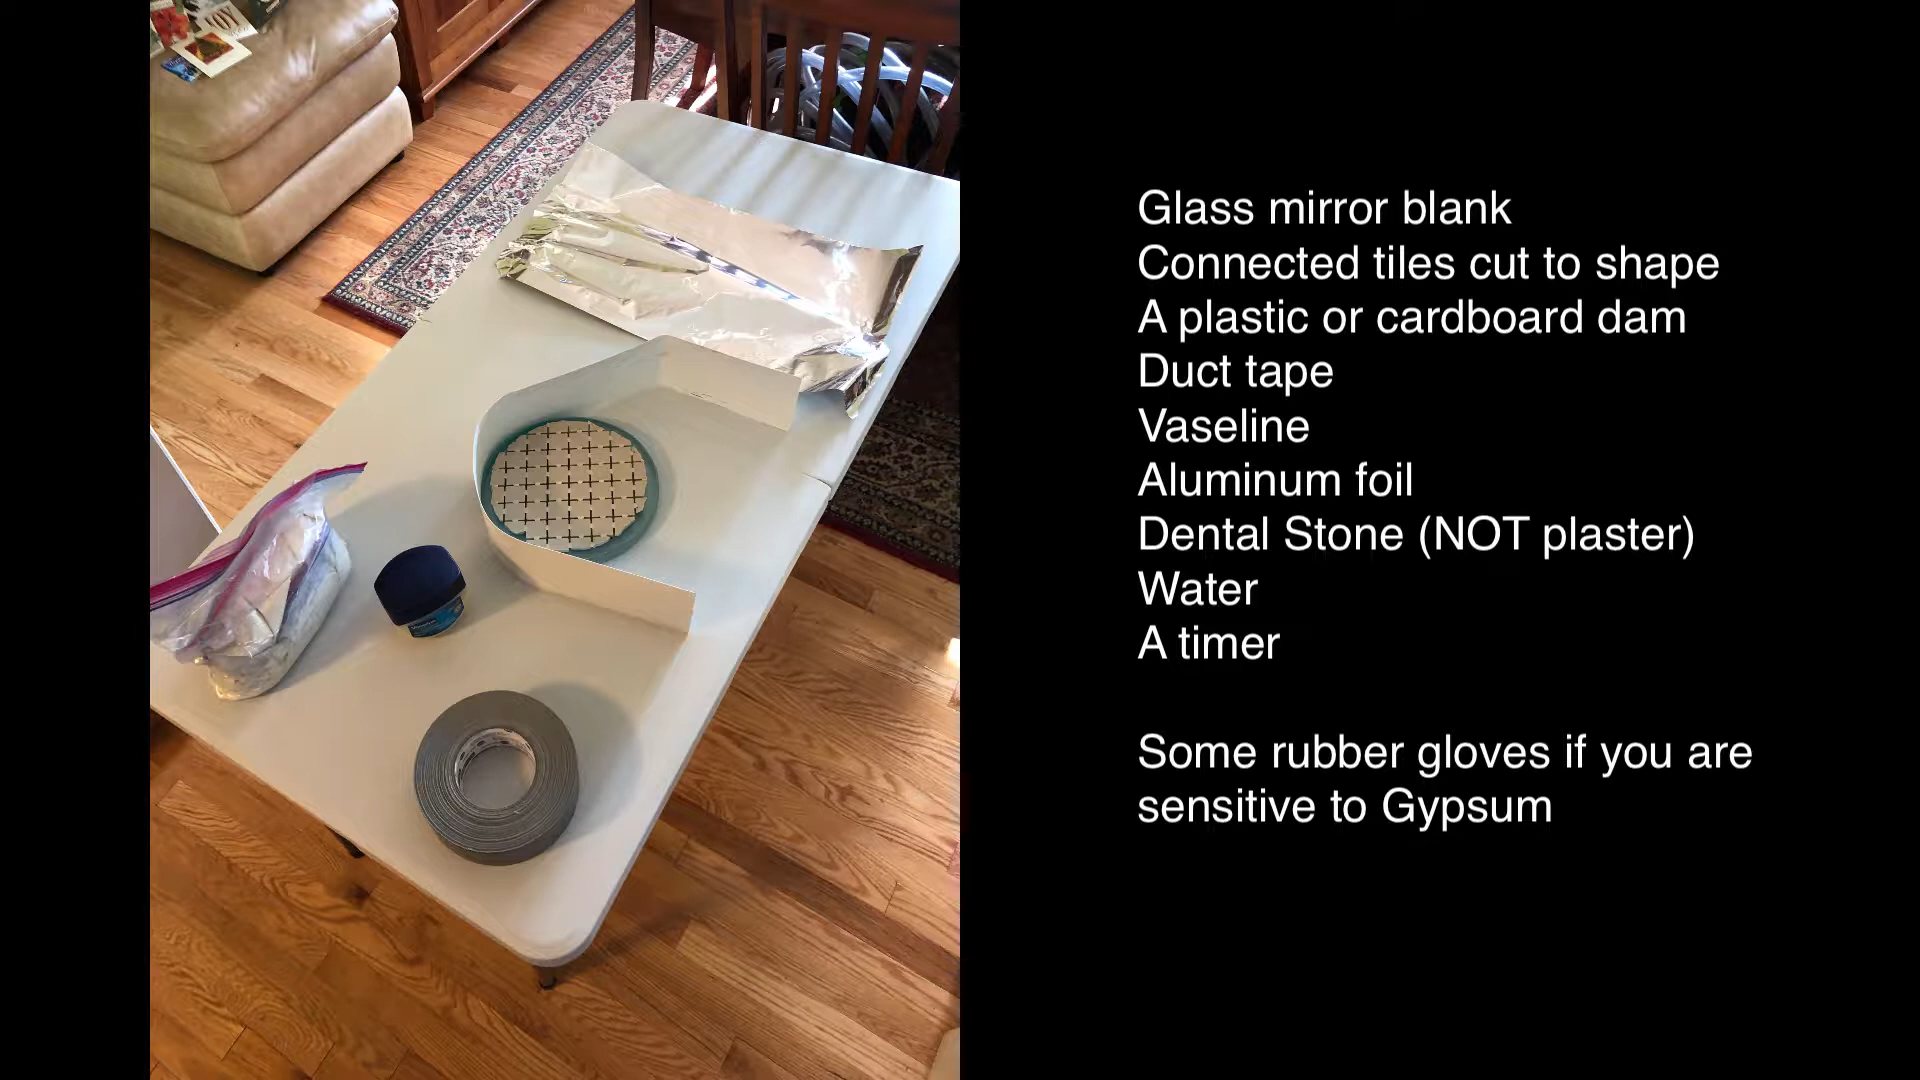 Glass mirror blank
Connected tiles cut to shape
A plastic or cardboard dam
Duct tape
Vaseline
Aluminum foil
Dental Stone (NOT plaster)
Water
A timer
Some rubber gloves if you are
sensitive to Gypsum